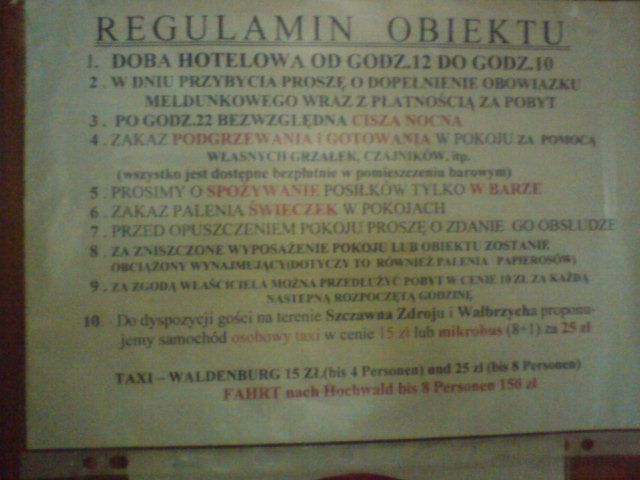 REGULAMIN OBIEKTU
1. DOBA HOTELOWA OD GODZ.12 DO GODZ.10
2. W DNIU PRZYBYCIA PROSZĘ O DOPEŁNIENIE OBOWIĄZKU
MELDUNKOWEGO WRAZ Z PŁATNOŚCIĄ ZA POBYT
3. PO GODZ.22 BEZWZGLĘDNA CISZA NOCNA
4. ZAKAZ PODGRZEWANIA i GOTOWANIA W POKOJU ZA POMOCĄ
WŁASNYCH GRZAŁEK, CZAJNIKÓW, itp.
(wszystko jest dostępne bezpłatnie w pomieszczeniu barowym)
5. PROSIMY O SPOŻYWANIE POSIŁKÓW TYLKO W BARZE
6. ZAKAZ PALENIA ŚWIECZEK W POKOJACH
7. PRZED OPUSZCZENIEM POKOJU PROSZĘ O ZDANIE GO OBSŁUDZE
8. ZA ZNISZCZONE WYPOSAŻENIE POKOJU LUB OBIEKTU ZOSTANIE
OBCIĄŻONY WYNAJMUJĄCY(DOTYCZY TO RÓWNIEŻ PALENIA PAPIEROSÓW)
9. ZA ZGODĄ WŁAŚCICIELA MOŻNA PRZEDŁUŻYĆ POBYT W CENIE 10 ZŁ ZA KAŻDĄ
NASTĘPNĄ ROZPOCZĘTĄ GODZINĘ
10. Do dyspozycji gości na terenie Szczawna Zdroju i Wałbrzycha proponu-
jemy samochód osobowy taxi w cenie 15 zł lub mikrobus (8+1) za 25 zł
TAXI – WALDENBURG 15 ZŁ.(bis 4 Personen) und 25 zł (bis 8 Personen)
FAHRT nach Hochwald bis 8 Personen 150 zł